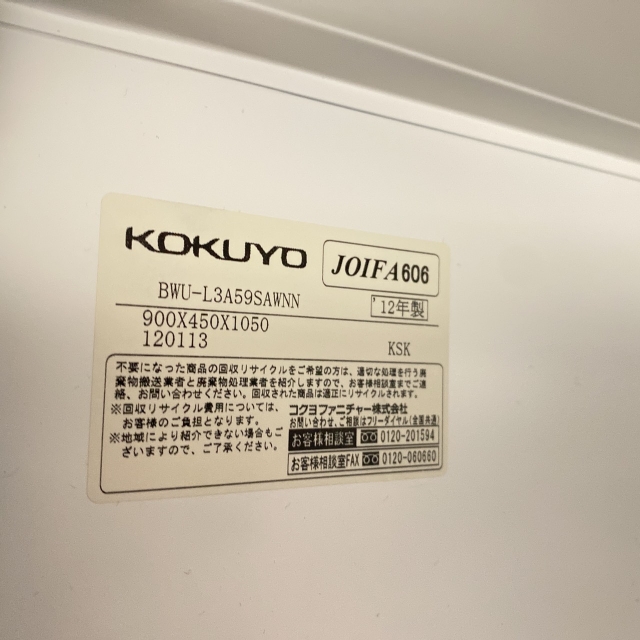 KOKUYO
JOIFA606
BWU-L3A59SAWNN
'12年製
900X450X1050
120113
KSK
不要になった商品の回収リサイクルをご希望の方は、適切な処理を行う廃
棄物搬送業者と廃棄物処理業者を紹介しますので、お客様相談室までご連
絡、お問い合わせください。回収された商品は適正にリサイクルされます。
※回収リサイクル費用については、
お客様のご負担となります。
※地域により紹介できない場合もご
ざいますので、ご了承ください。
コクヨファニチャー株式会社
お問い合わせ、ご相談はフリーダイヤル(全国共通)
お客様相談室 0120-201594
お客様相談室FAX 0120-060660